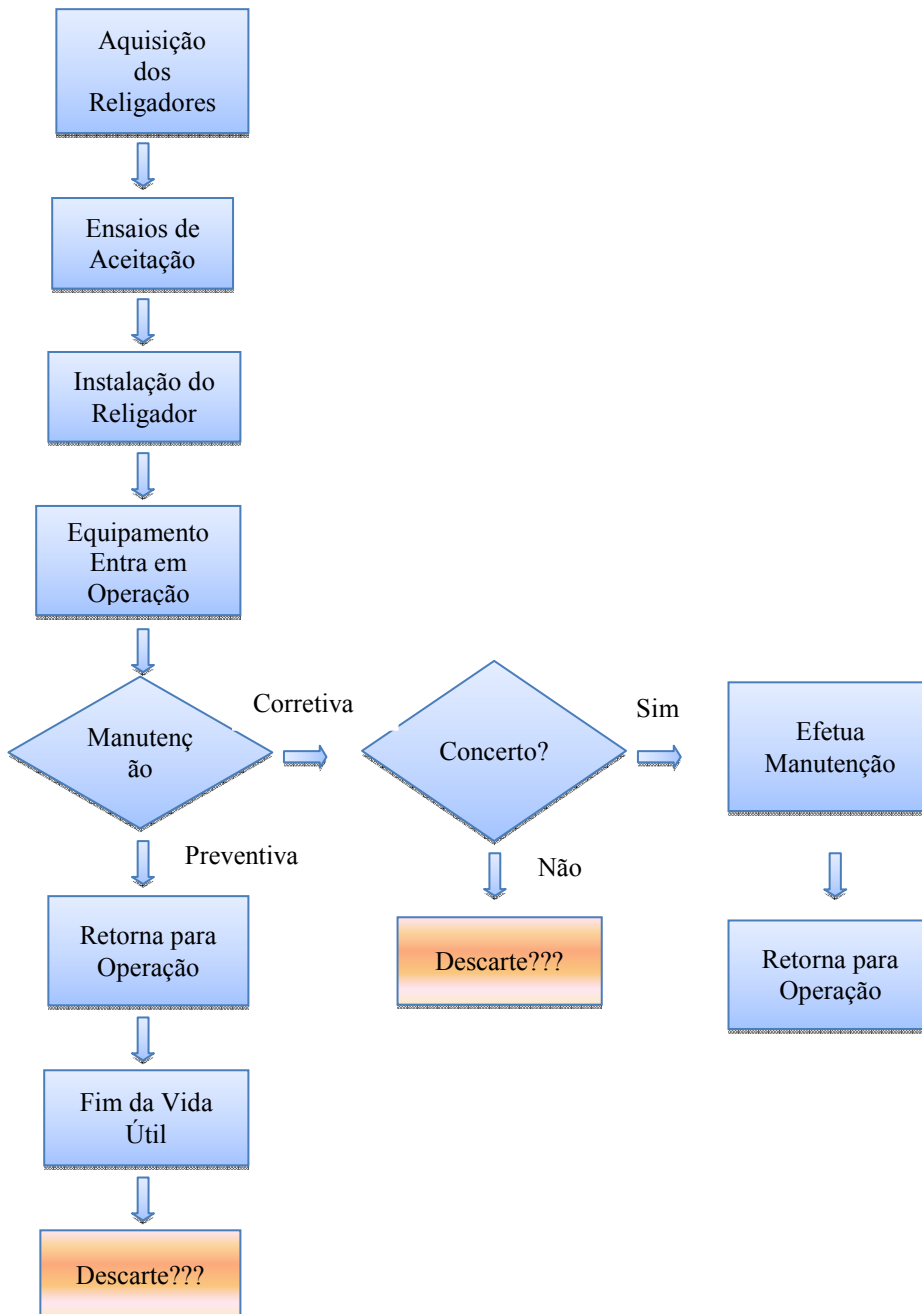 Aquisição
dos
Religadores
Ensaios de
Aceitação
Instalação do
Religador
Equipamento
Entra em
Operação
Manutenç
ão
Corretiva
Concerto?
Sim
Efetua
Manutenção
Preventiva
Não
Retorna para
Operação
Descarte???
Retorna para
Operação
Fim da Vida
Útil
Descarte???